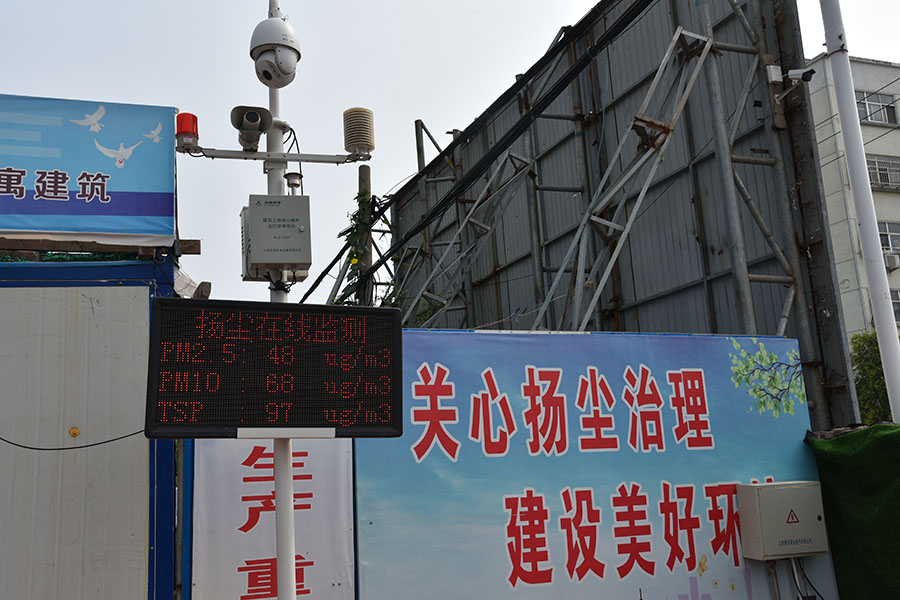 寓建筑
扬尘在线监测
PM2.5: 48 ug/m3
PM10 : 68 ug/m3
TSP : 97 ug/m3
关心扬尘治理
建设美好环
生产重